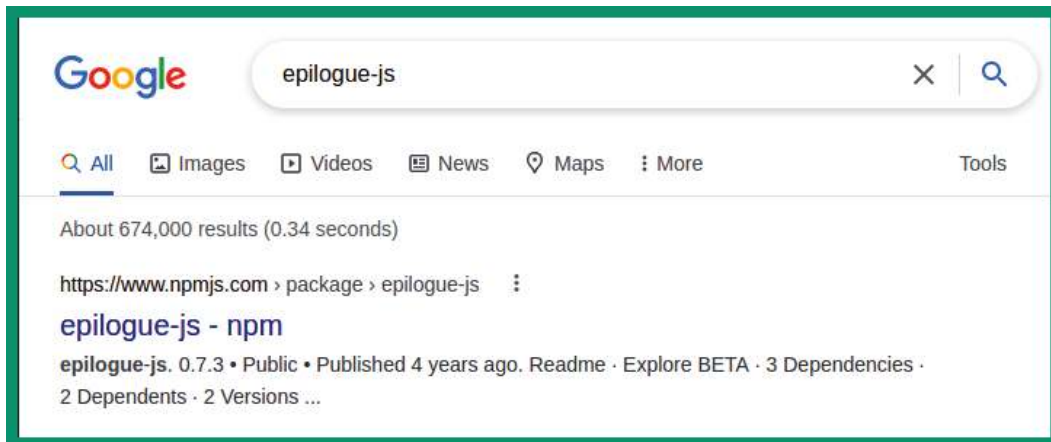 Google
epilogue-js
All Images Videos News Maps More Tools
About 674,000 results (0.34 seconds)
https://www.npmjs.com › package › epilogue-js
epilogue-js - npm
epilogue-js. 0.7.3 • Public • Published 4 years ago. Readme · Explore BETA · 3 Dependencies ·
2 Dependents · 2 Versions ...